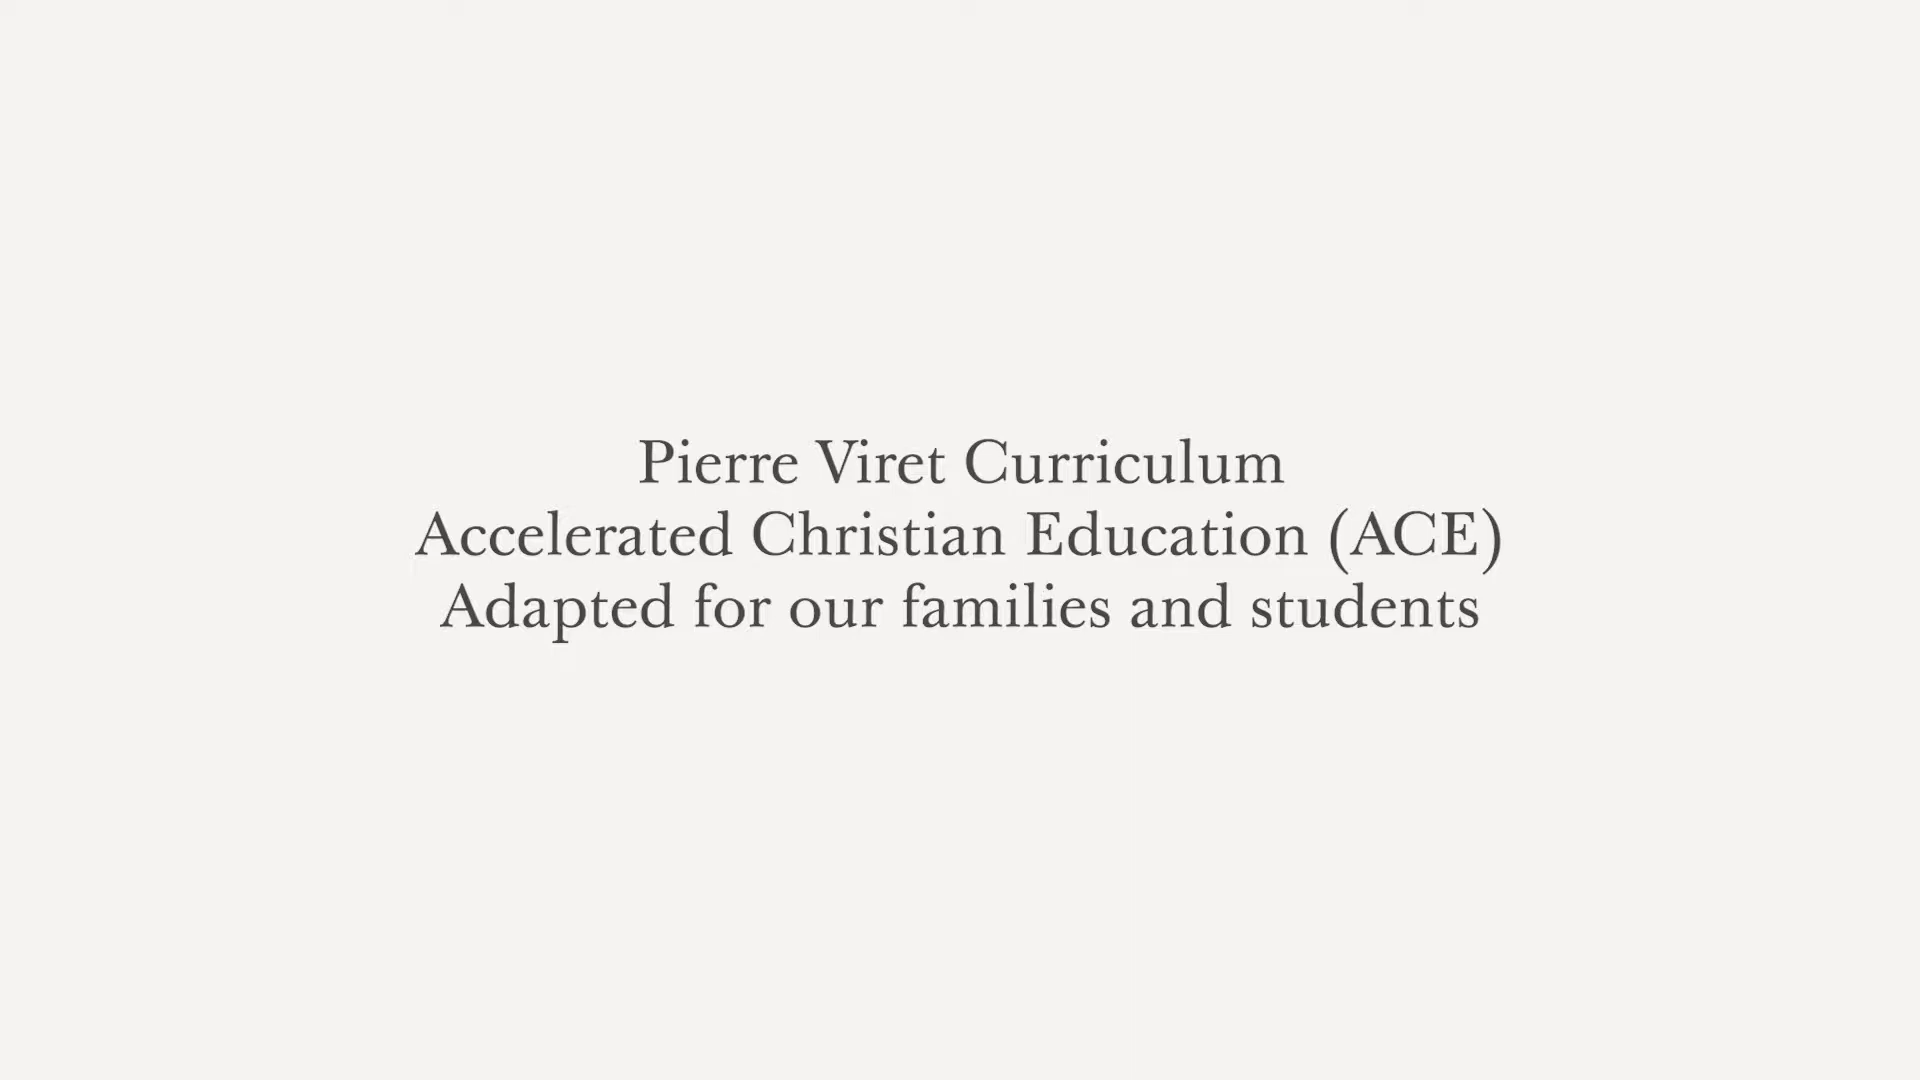 Pierre Viret Curriculum
Accelerated Christian Education (ACE)
Adapted for our families and students